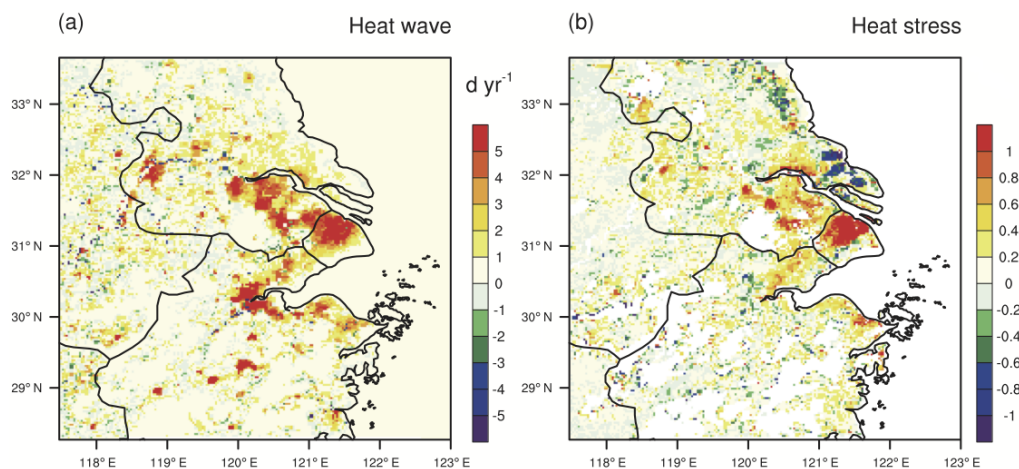 (a) Heat wave
(b) Heat stress
d yr⁻¹
33° N
32° N
31° N
30° N
29° N
118° E 119° E 120° E 121° E 122° E 123° E
5
4
3
2
1
0
-1
-2
-3
-4
-5
33° N
32° N
31° N
30° N
29° N
118° E 119° E 120° E 121° E 122° E 123° E
1
0.8
0.6
0.4
0.2
0
-0.2
-0.4
-0.6
-0.8
-1